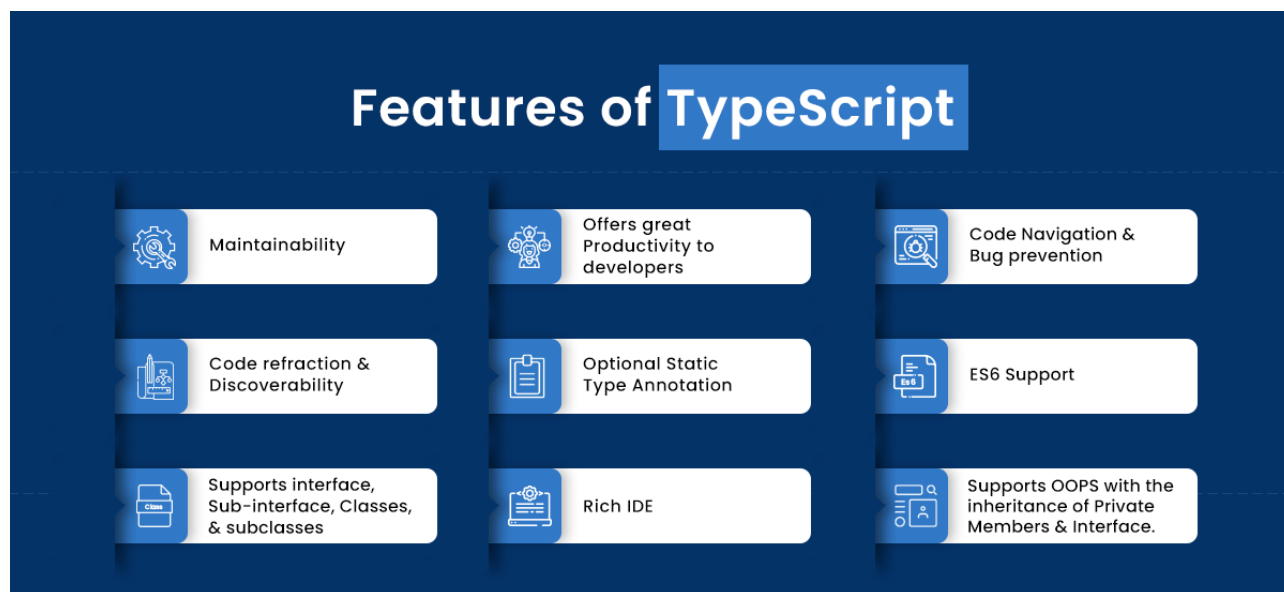 Features of TypeScript
Maintainability
Offers great
Productivity to
developers
Code Navigation &
Bug prevention
Code refraction &
Discoverability
Optional Static
Type Annotation
Es6
ES6 Support
Class
Supports interface,
Sub-interface, Classes,
& subclasses
Rich IDE
Supports OOPS with the
inheritance of Private
Members & Interface.